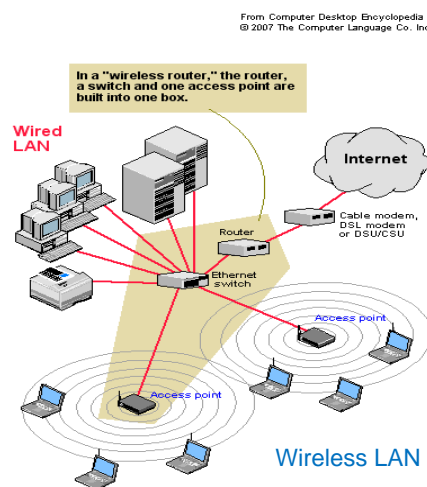 From Computer Desktop Encyclopedia
© 2007 The Computer Language Co. Inc
In a "wireless router," the router,
a switch and one access point are
built into one box.
Wired
LAN
Internet
Cable modem,
DSL modem
or DSU/CSU
Router
Ethernet
switch
Access point
Access point
Wireless LAN